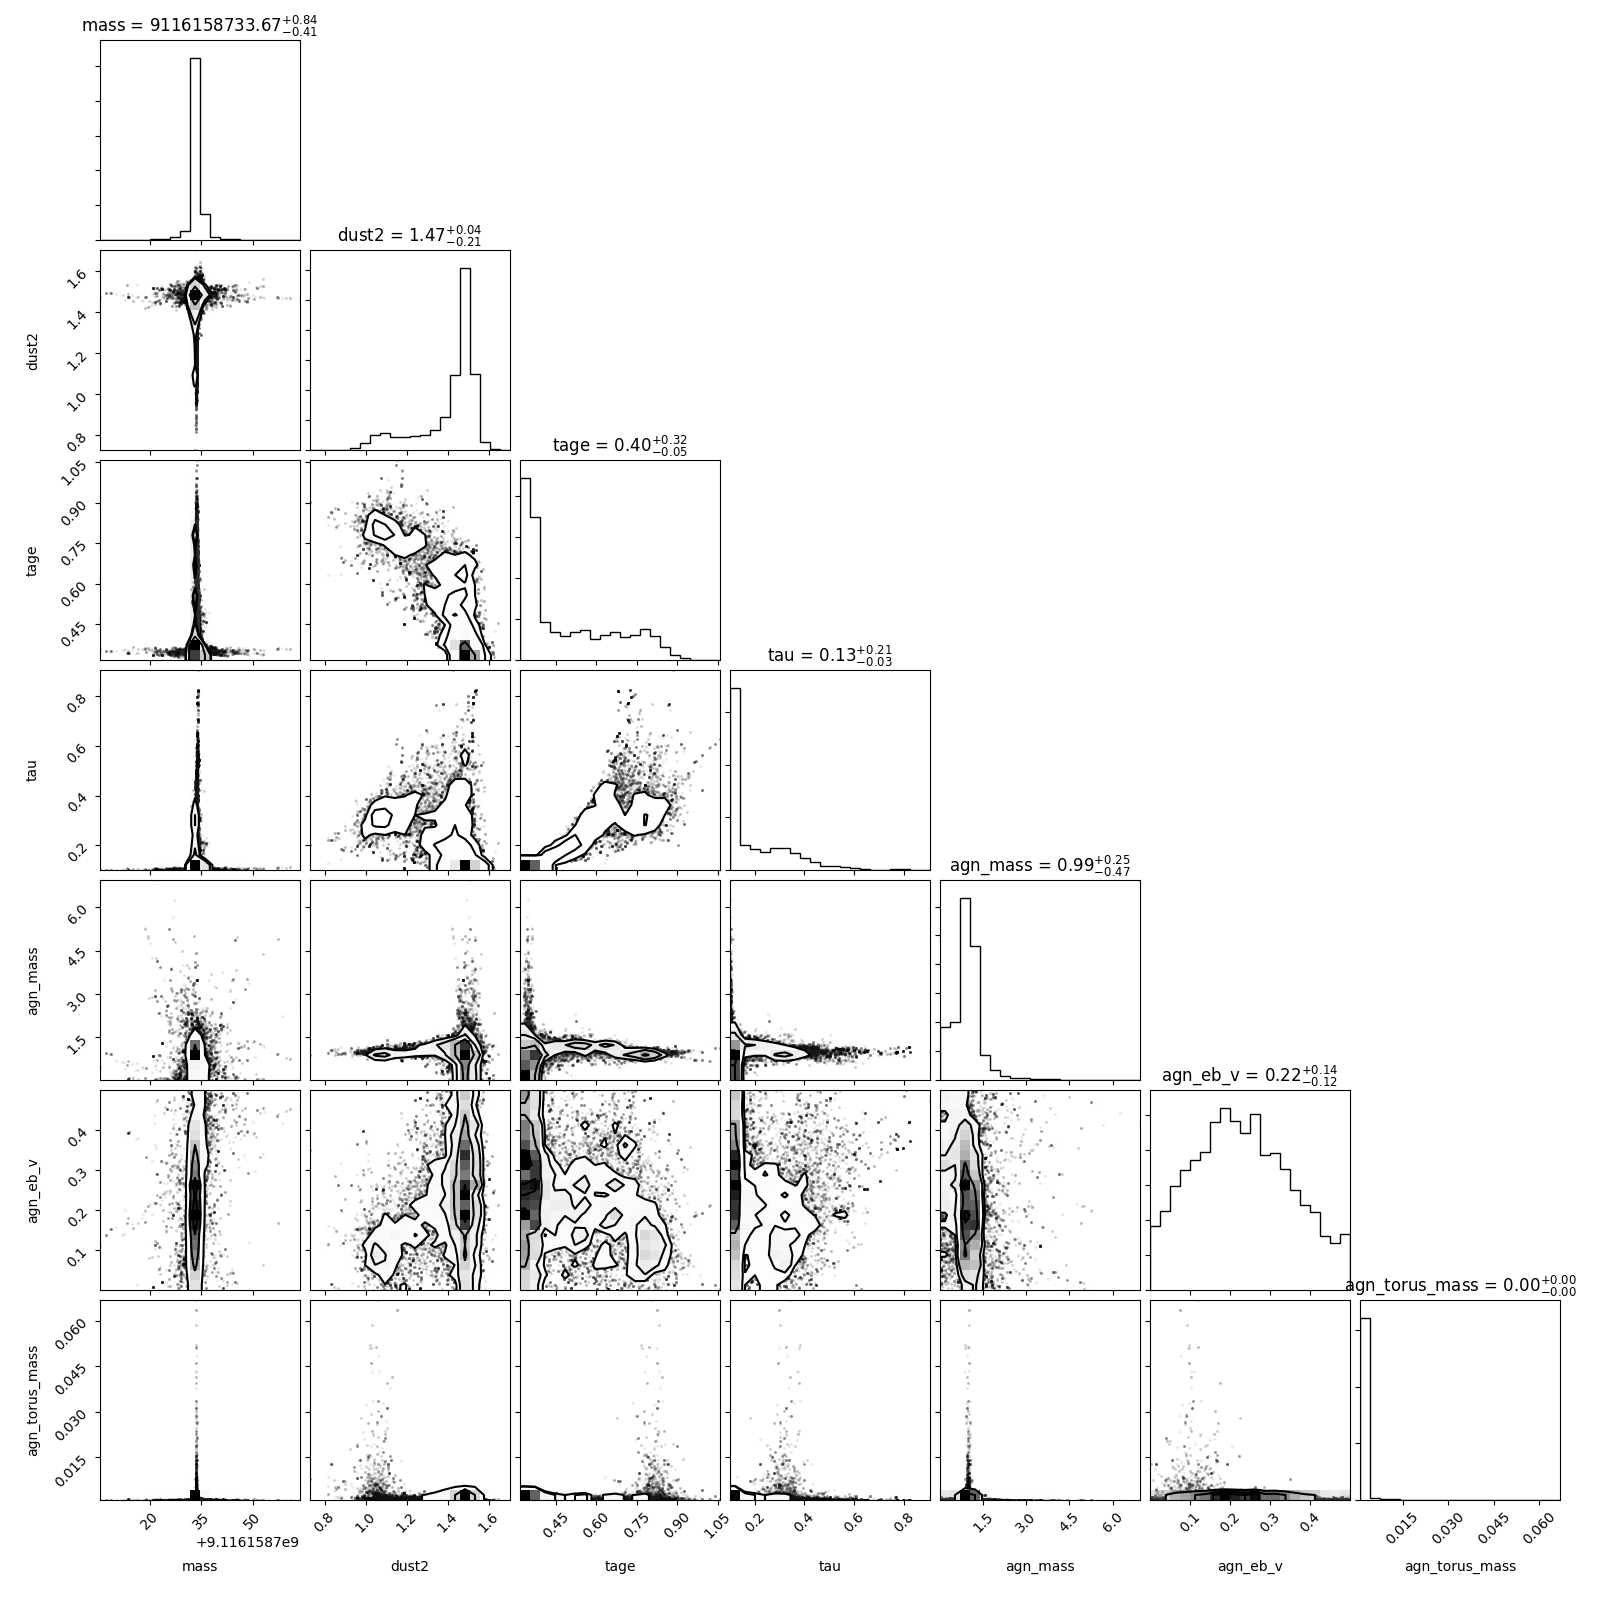 mass = 9116158733.67 +0.84 −0.41
dust2 = 1.47 +0.04 −0.21
dust2
1.6
1.4
1.2
1.0
0.8
tage = 0.40 +0.32 −0.05
tage
1.05
0.90
0.75
0.60
0.45
tau = 0.13 +0.21 −0.03
tau
0.8
0.6
0.4
0.2
agn_mass = 0.99 +0.25 −0.47
agn_mass
6.0
4.5
3.0
1.5
agn_eb_v = 0.22 +0.14 −0.12
agn_eb_v
0.4
0.3
0.2
0.1
agn_torus_mass = 0.00 +0.00 −0.00
agn_torus_mass
0.060
0.045
0.030
0.015
20 35 50
0.8 1.0 1.2 1.4 1.6
0.45 0.60 0.75 0.90 1.05
0.2 0.4 0.6 0.8
1.5 3.0 4.5 6.0
0.1 0.2 0.3 0.4
0.015 0.030 0.045 0.060
+9.1161587e9
mass dust2 tage tau agn_mass agn_eb_v agn_torus_mass